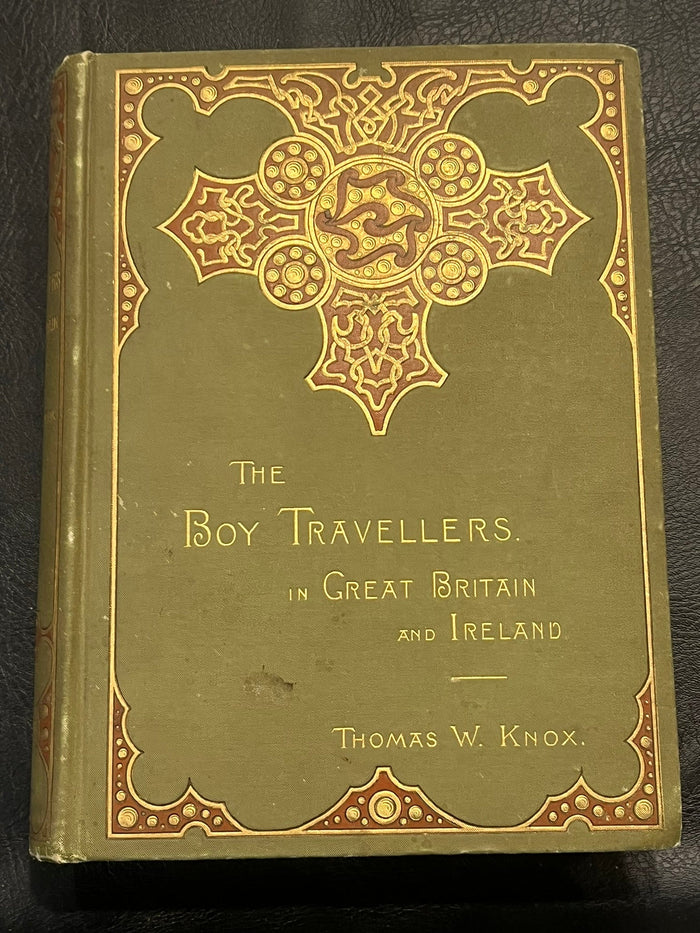 The
Boy Travellers.
in Great Britain
and Ireland.
Thomas W. Knox.